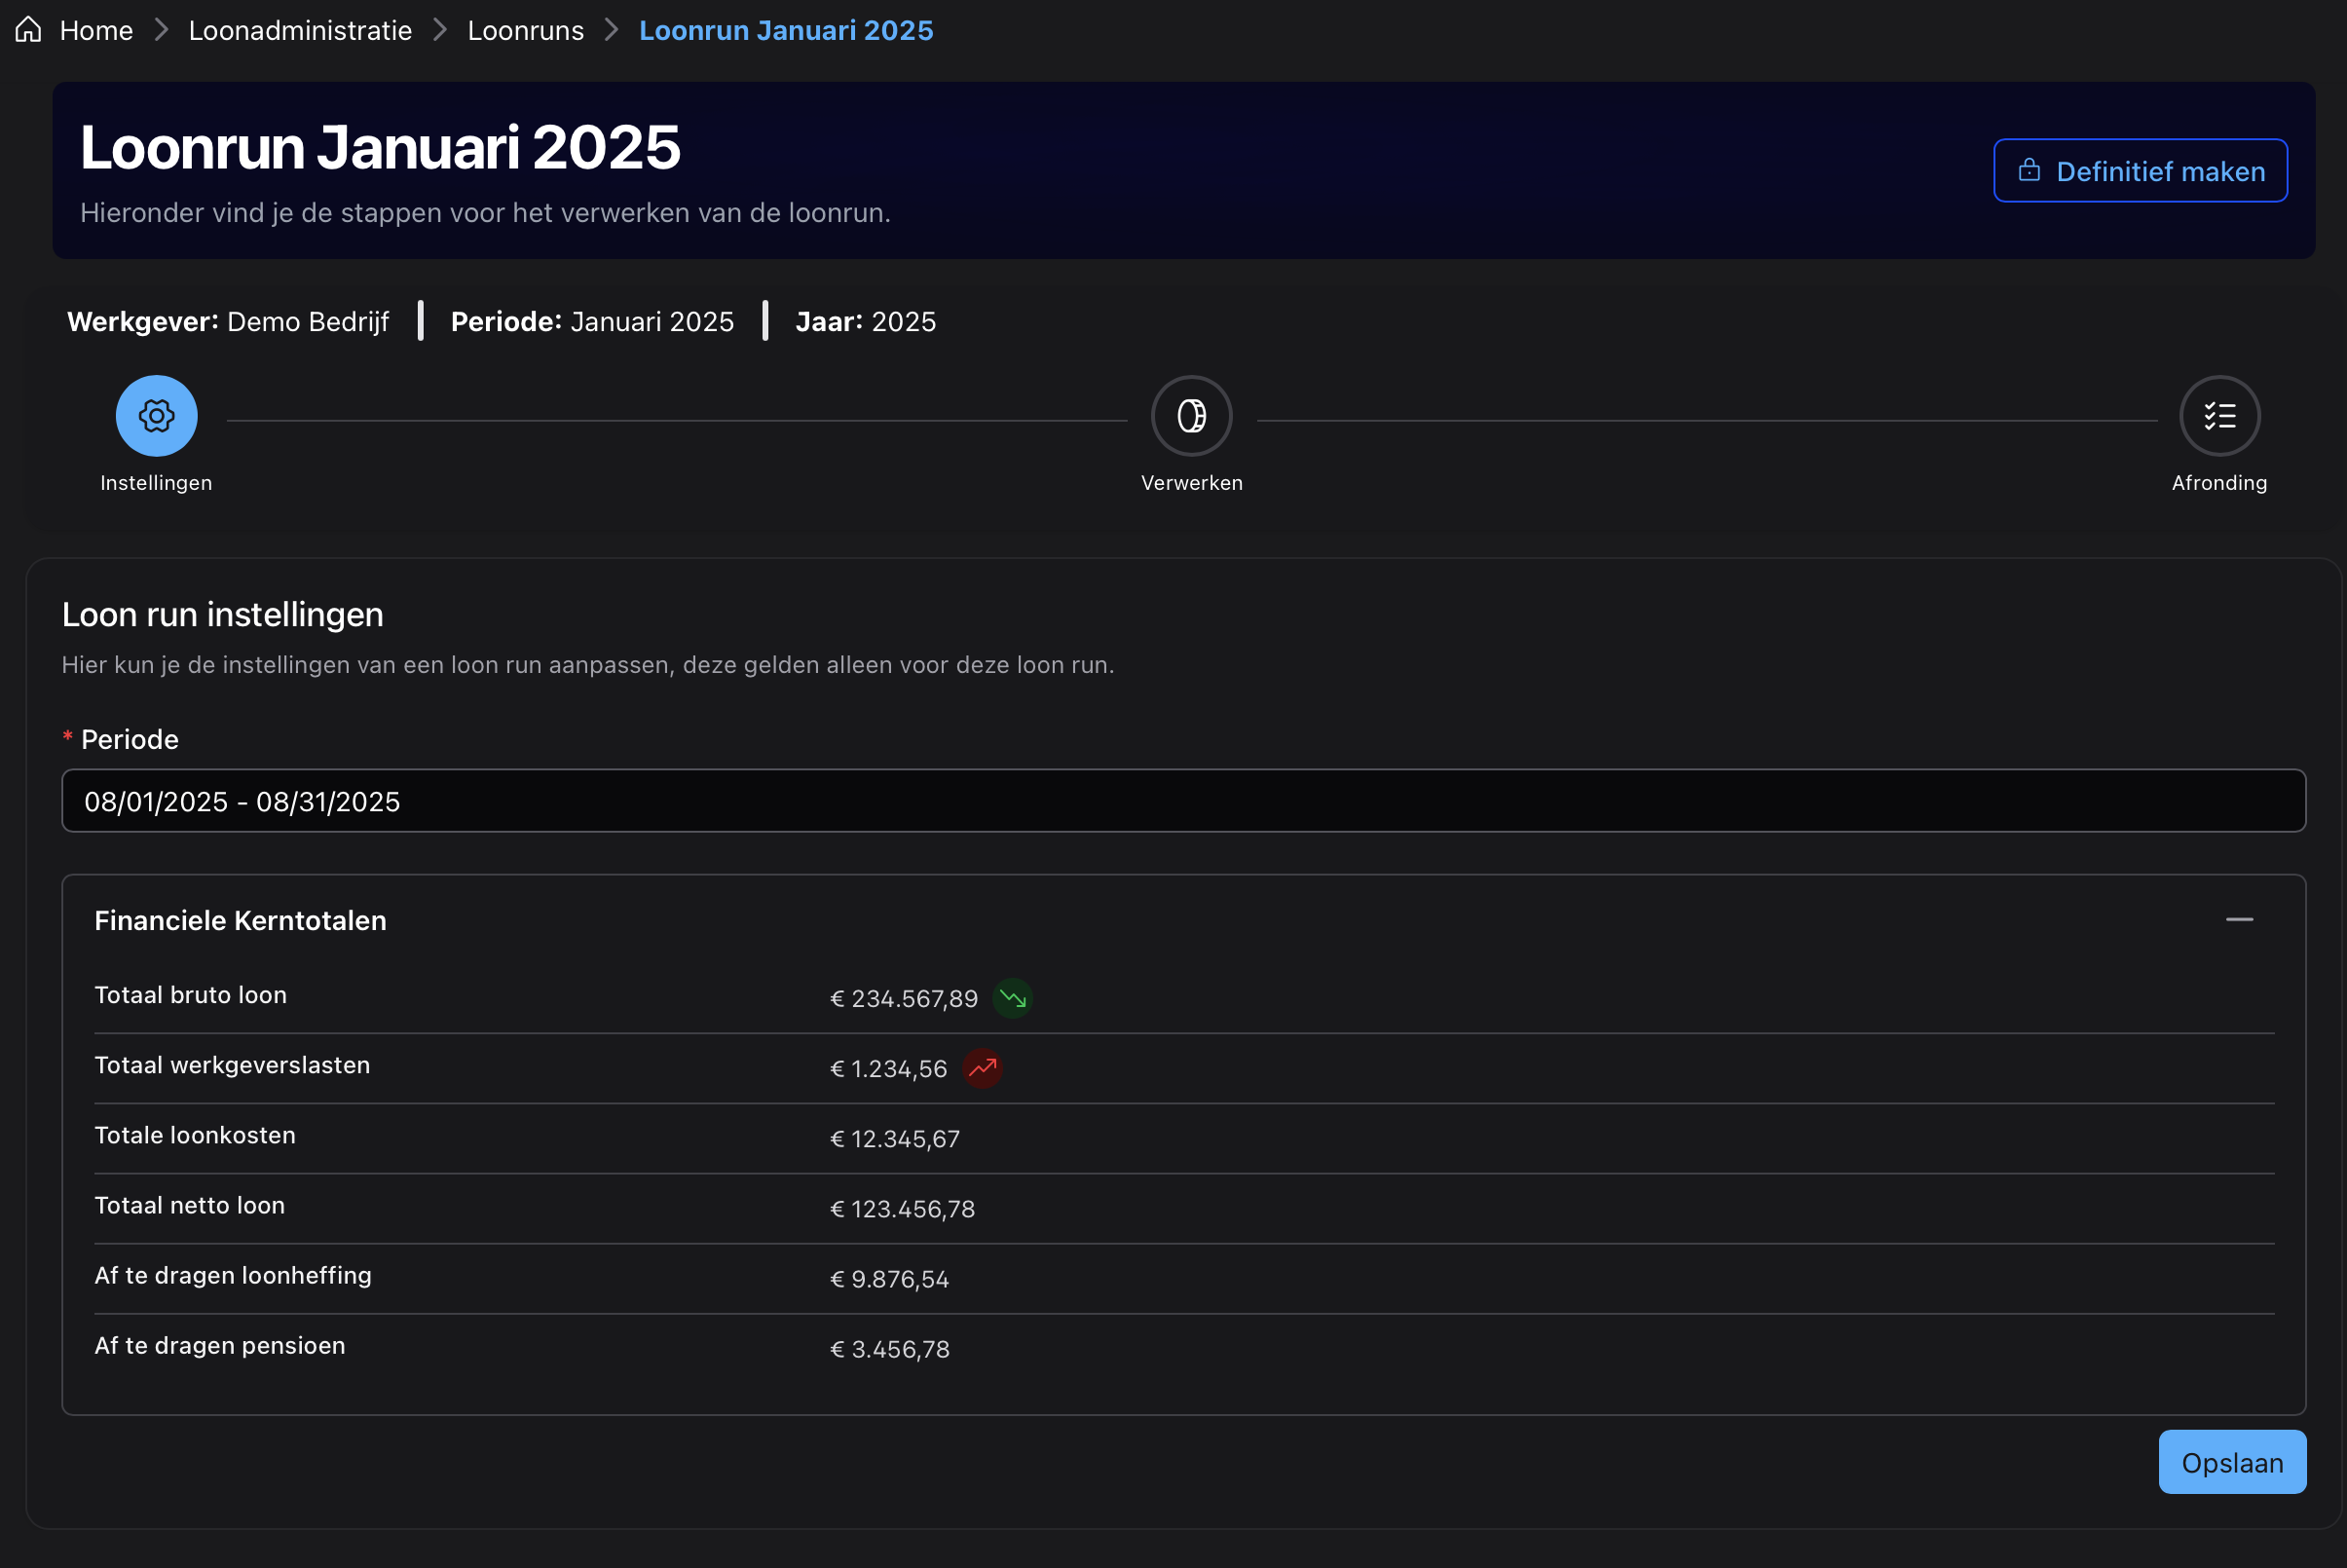 Home Loonadministratie Loonruns Loonrun Januari 2025
Loonrun Januari 2025
Hieronder vind je de stappen voor het verwerken van de loonrun.
Definitief maken
Werkgever: Demo Bedrijf Periode: Januari 2025 Jaar: 2025
Instellingen Verwerken Afronding
Loon run instellingen
Hier kun je de instellingen van een loon run aanpassen, deze gelden alleen voor deze loon run.
* Periode
08/01/2025 - 08/31/2025
Financiele Kerntotalen
Totaal bruto loon € 234.567,89
Totaal werkgeverslasten € 1.234,56
Totale loonkosten € 12.345,67
Totaal netto loon € 123.456,78
Af te dragen loonheffing € 9.876,54
Af te dragen pensioen € 3.456,78
Opslaan